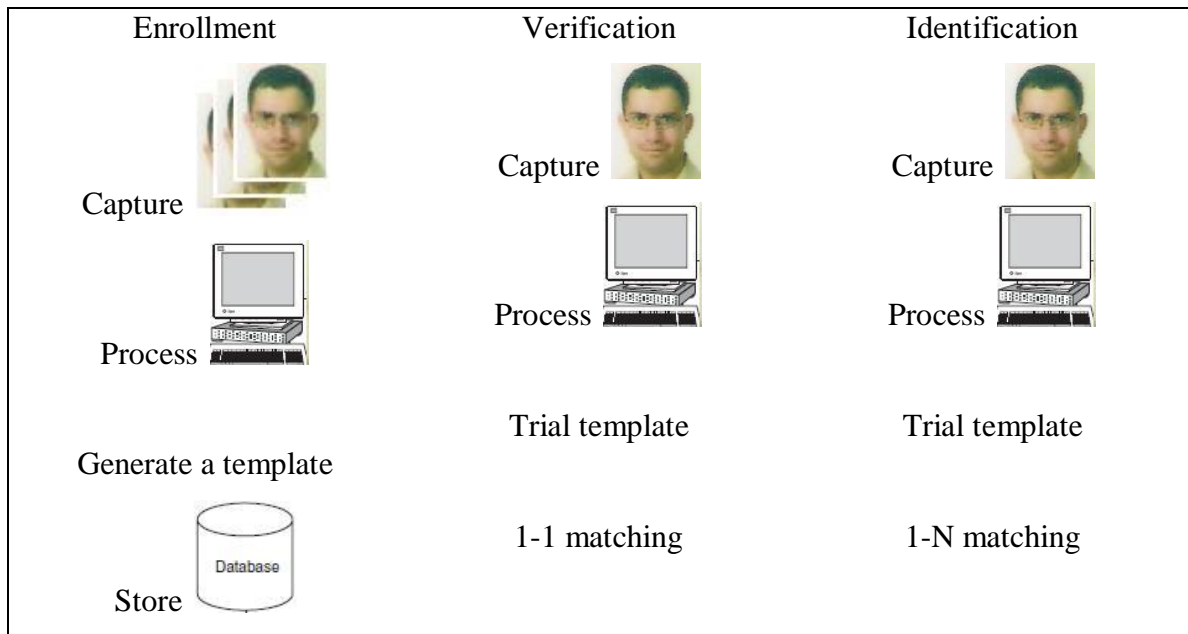 Enrollment
Capture
Process
Generate a template
Database
Store
Verification
Capture
Process
Trial template
1-1 matching
Identification
Capture
Process
Trial template
1-N matching